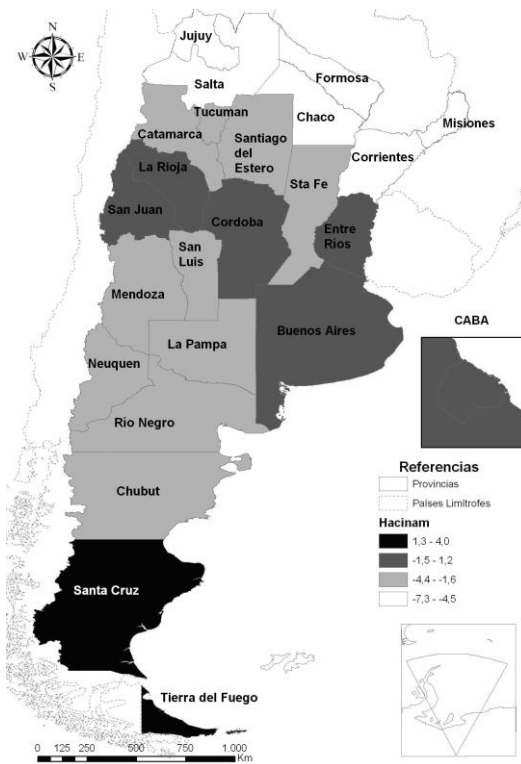 N
W E
S
Jujuy
Salta
Formosa
Tucuman
Chaco
Misiones
Catamarca
Santiago
del
Estero
Corrientes
La Rioja
Sta Fe
San Juan
Cordoba
Entre
Rios
San
Luis
Mendoza
CABA
Buenos Aires
La Pampa
Neuquen
Rio Negro
Referencias
Provincias
Países Limítrofes
Chubut
Hacinam
1,3 - 4,0
-1,5 - 1,2
-4,4 - -1,6
-7,3 - -4,5
Santa Cruz
Tierra del Fuego
0 125 250 500 750 1.000
Km